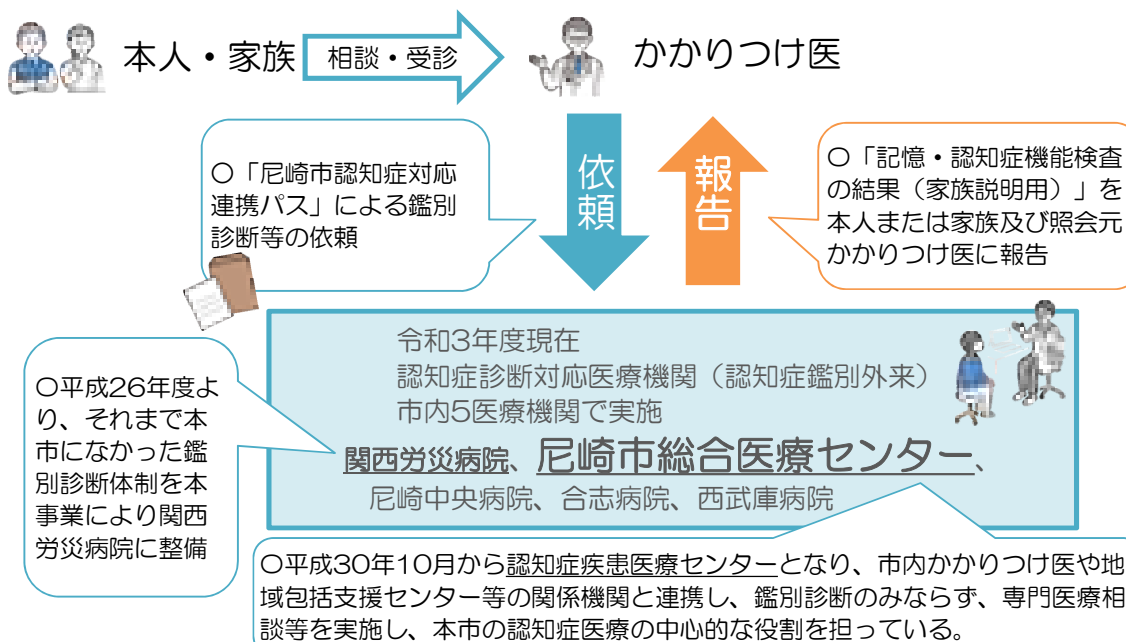 本人・家族
相談・受診
かかりつけ医
○「尼崎市認知症対応
連携パス」による鑑別
診断等の依頼
依頼
報告
○「記憶・認知症機能検査
の結果（家族説明用）」を
本人または家族及び照会元
かかりつけ医に報告
令和3年度現在
認知症診断対応医療機関（認知症鑑別外来）
市内5医療機関で実施
関西労災病院、尼崎市総合医療センター、
尼崎中央病院、合志病院、西武庫病院
○平成26年度よ
り、それまで本
市になかった鑑
別診断体制を本
事業により関西
労災病院に整備
○平成30年10月から認知症疾患医療センターとなり、市内かかりつけ医や地
域包括支援センター等の関係機関と連携し、鑑別診断のみならず、専門医療相
談等を実施し、本市の認知症医療の中心的な役割を担っている。